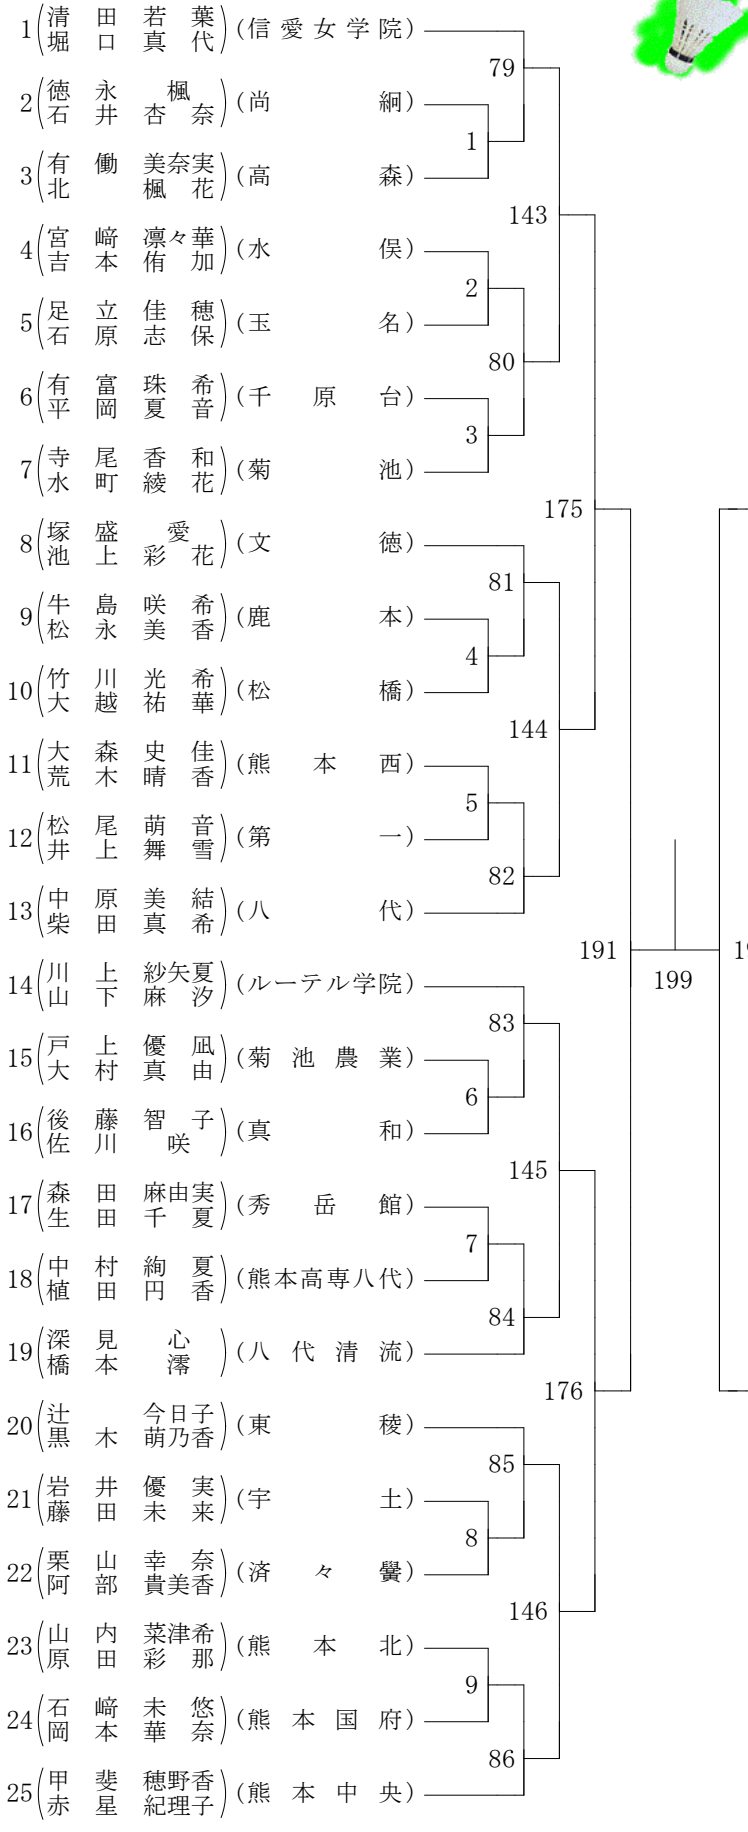 1 (清田若葉 堀口真代) (信愛女学院)
2 (徳永楓 石井杏奈) (尚絅)
3 (有働美奈実 北楓花) (高森)
4 (宮﨑凛々華 吉本侑加) (水俣)
5 (足立佳穂 石原志保) (玉名)
6 (有富珠希 平岡夏音) (千原台)
7 (寺尾香和 水町綾花) (菊池)
8 (塚盛愛 池上彩花) (文徳)
9 (牛島咲希 松永美香) (鹿本)
10 (竹川光希 大越祐華) (松橋)
11 (大森史佳 荒木晴香) (熊本西)
12 (松尾萌音 井上舞雪) (第一)
13 (中原美結 柴田真希) (八代)
14 (川上紗矢夏 山下麻汐) (ルーテル学院)
15 (戸上優凪 大村真由) (菊池農業)
16 (後藤智子 佐川咲) (真和)
17 (森田麻由実 生田千夏) (秀岳館)
18 (中村絢夏 植田円香) (熊本高専八代)
19 (深見心 橋本澪) (八代清流)
20 (辻今日子 黒木萌乃香) (東稜)
21 (岩井優実 藤田未来) (宇土)
22 (栗山幸奈 阿部貴美香) (済々黌)
23 (山内菜津希 原田彩那) (熊本北)
24 (石﨑未悠 岡本華奈) (熊本国府)
25 (甲斐穂野香 赤星紀理子) (熊本中央)
79
1
143
2
80
3
175
81
4
144
5
82
191
199
83
6
145
7
84
176
85
8
146
9
86